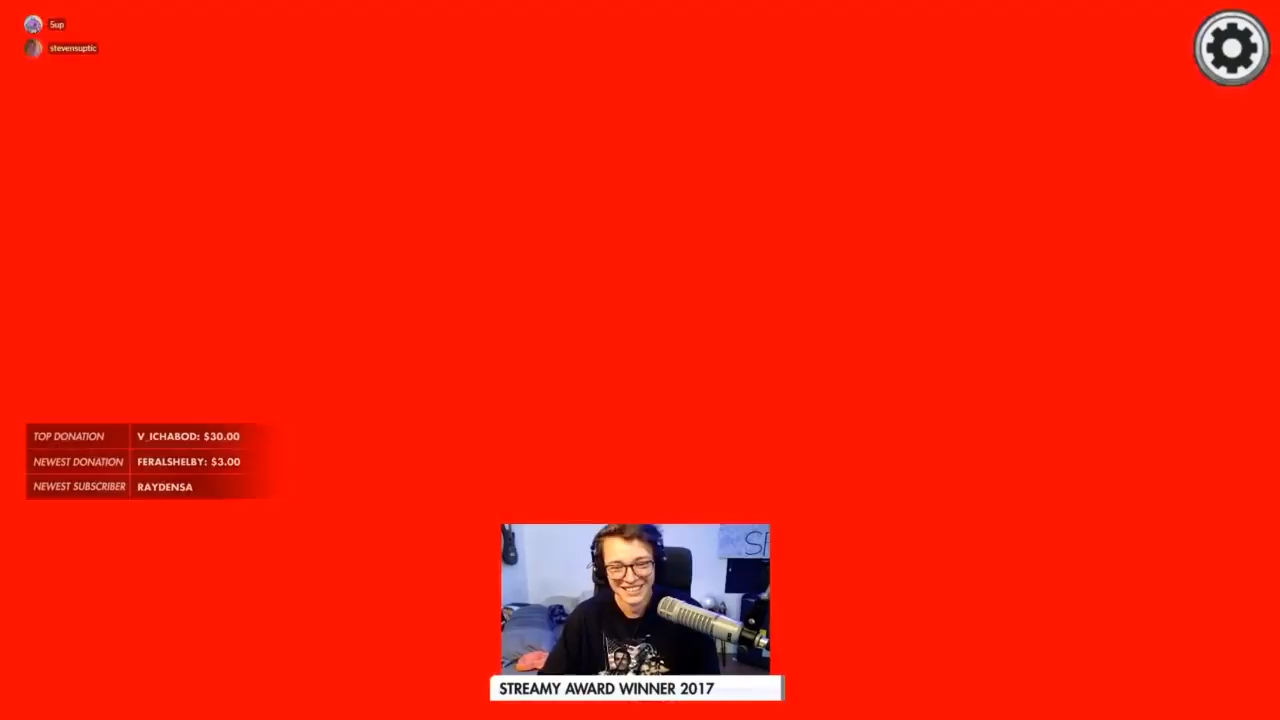 5up
stevensuptic
TOP DONATION V_ICHABOD: $30.00
NEWEST DONATION FERALSHELBY: $3.00
NEWEST SUBSCRIBER RAYDENSA
STREAMY AWARD WINNER 2017